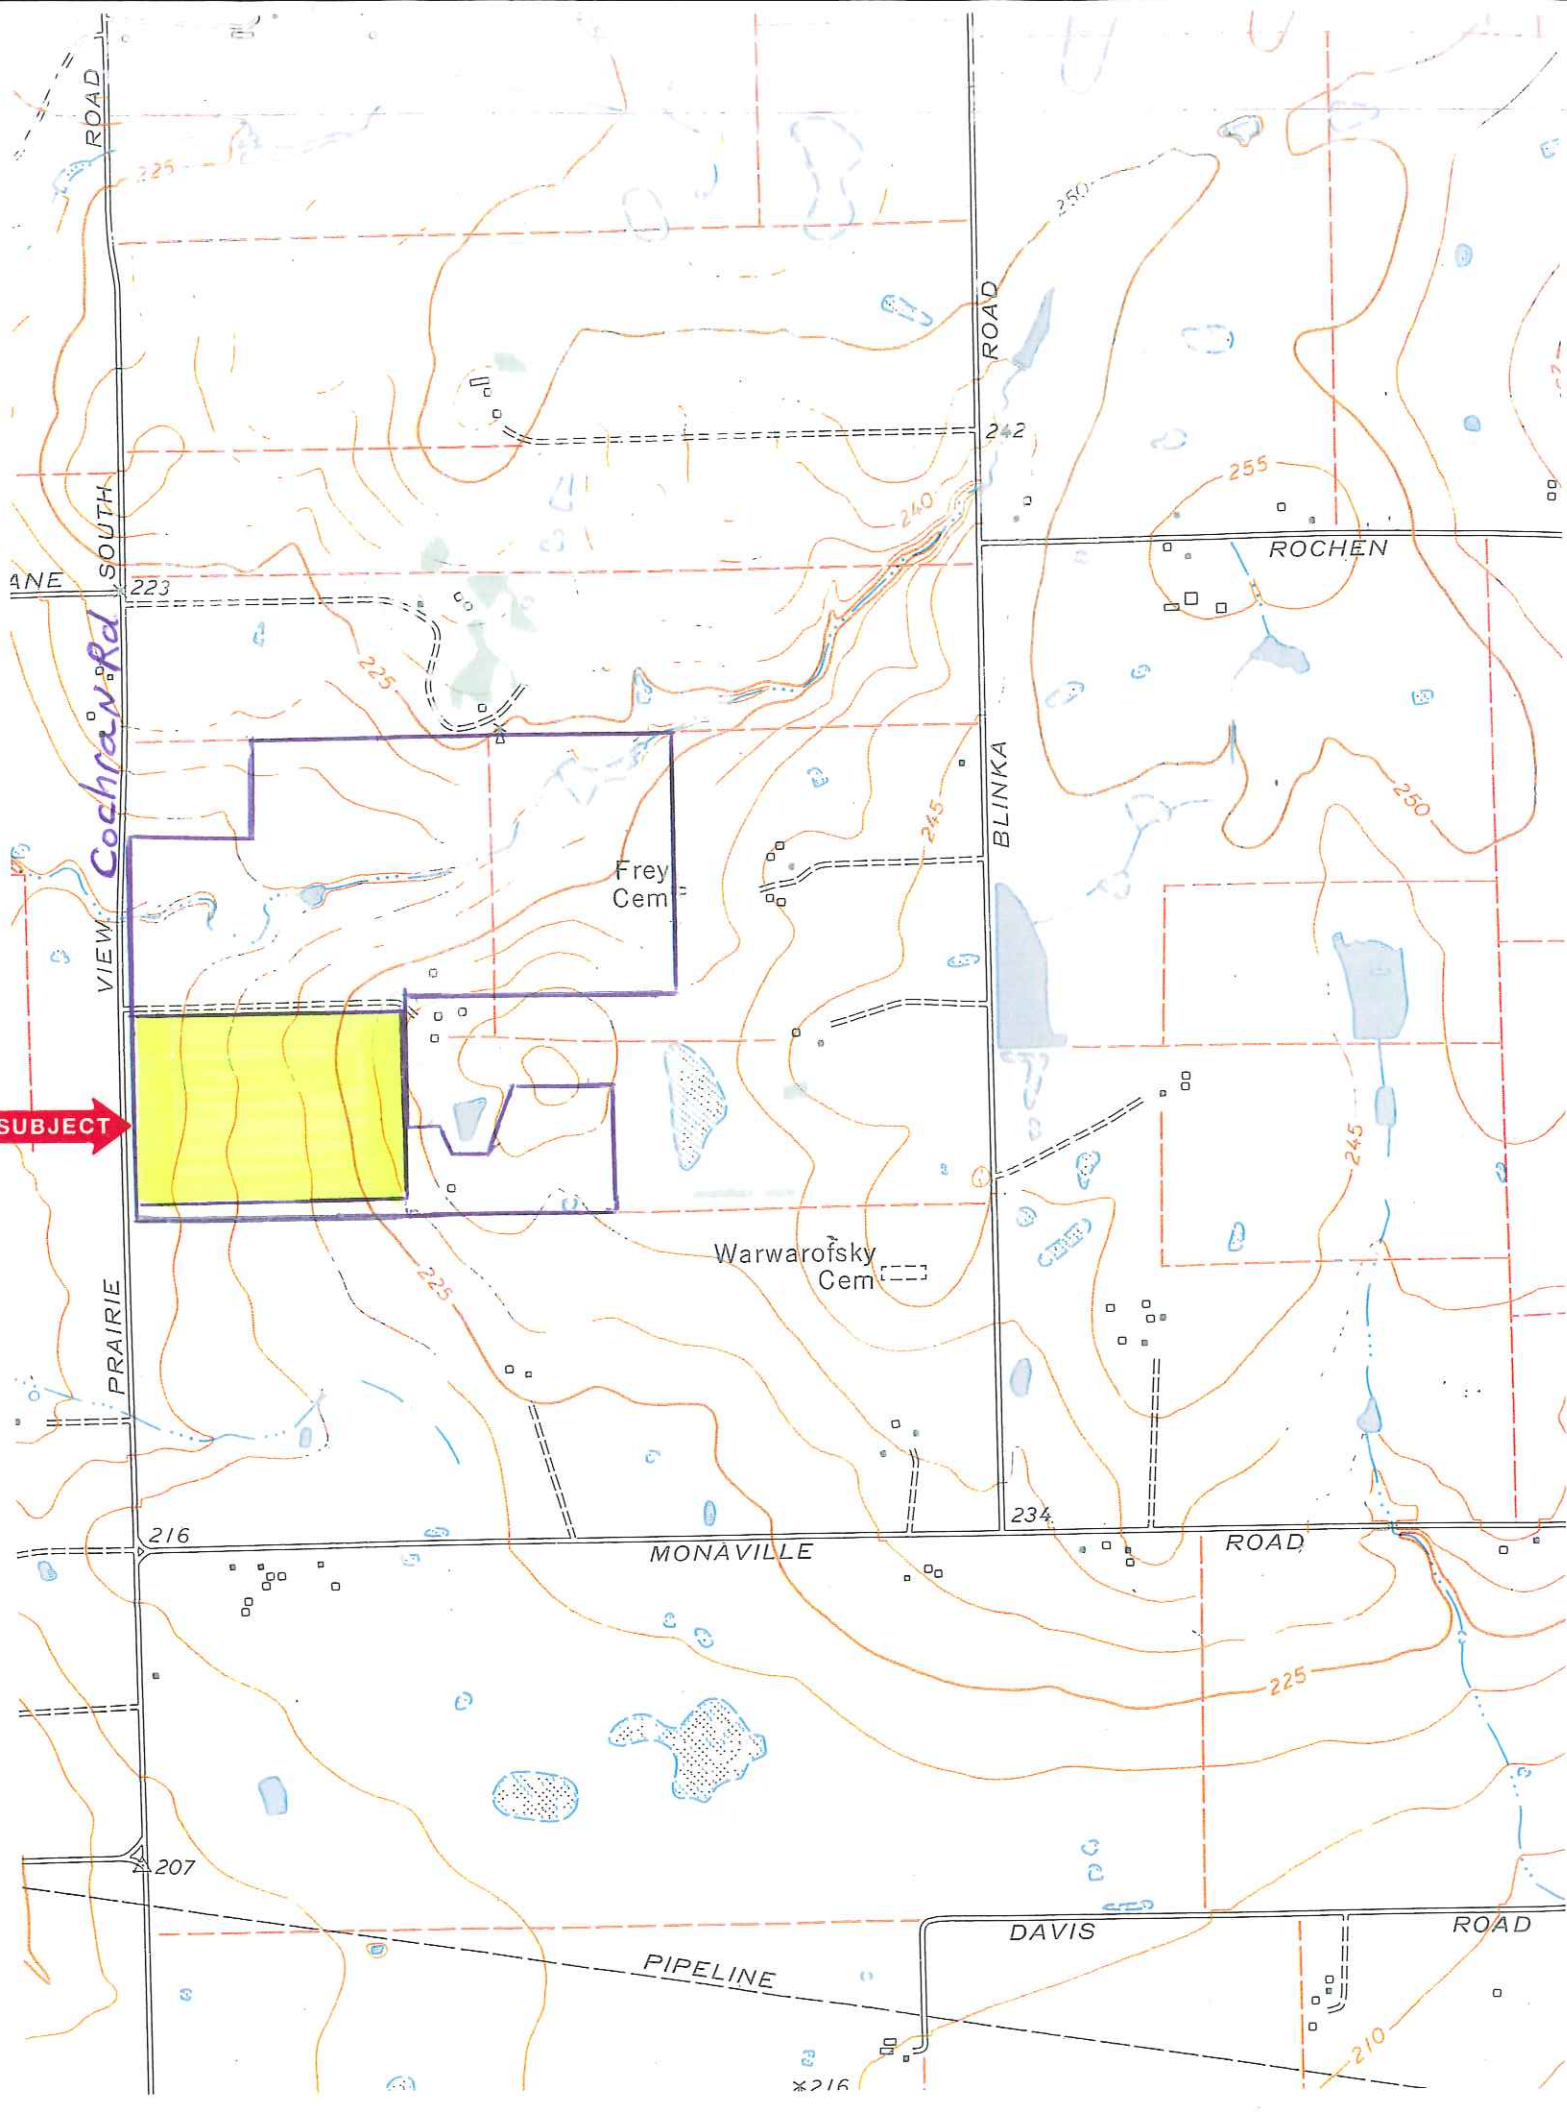 ROAD
225
250
ROAD
242
240
255
SOUTH
ROCHEN
ANE
223
Cochran Rd
225
BLINKA
250
245
Frey
Cem
VIEW
SUBJECT
245
Warwarofsky
Cem
225
PRAIRIE
234
216
MONAVILLE
ROAD
225
207
DAVIS
ROAD
PIPELINE
210
×216